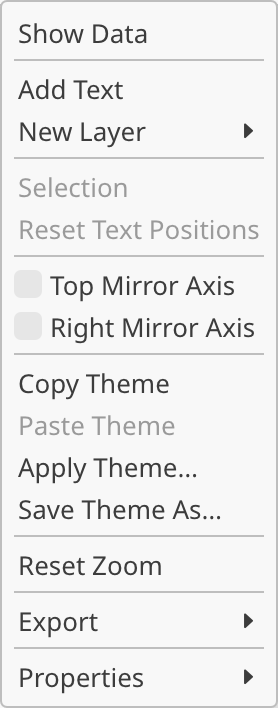 Show Data
Add Text
New Layer
Selection
Reset Text Positions
Top Mirror Axis
Right Mirror Axis
Copy Theme
Paste Theme
Apply Theme...
Save Theme As...
Reset Zoom
Export
Properties